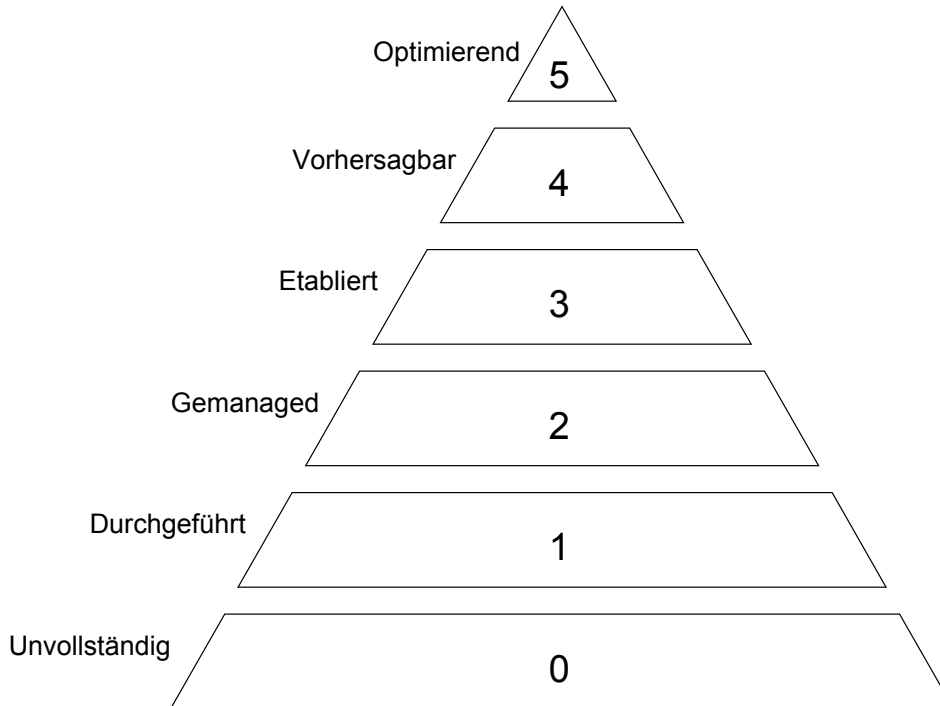 Optimierend
5
Vorhersagbar
4
Etabliert
3
Gemanaged
2
Durchgeführt
1
Unvollständig
0